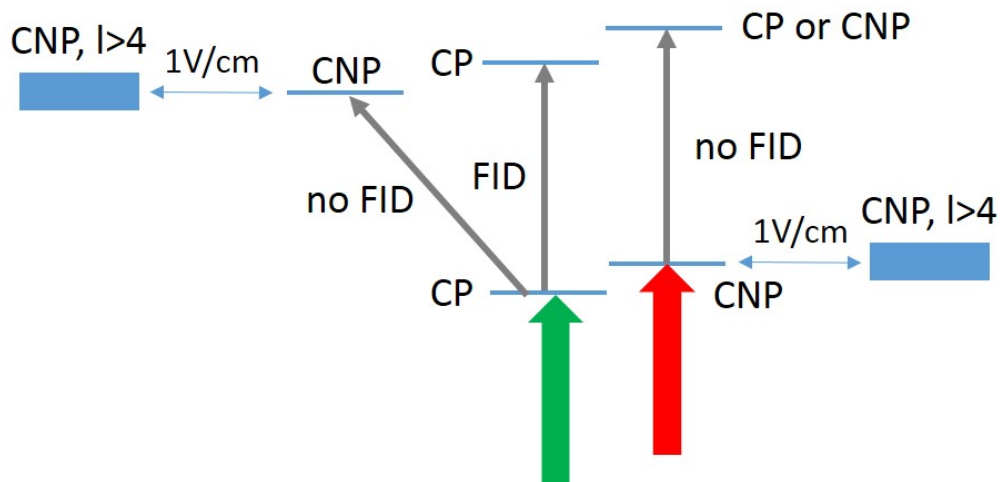 CNP, l>4
1V/cm
CNP
CP
CP or CNP
no FID
FID
no FID
CNP, l>4
1V/cm
CP
CNP